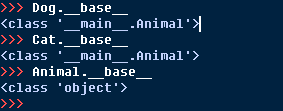 >>> Dog.__base__
<class '__main__.Animal'>
>>> Cat.__base__
<class '__main__.Animal'>
>>> Animal.__base__
<class 'object'>
>>>